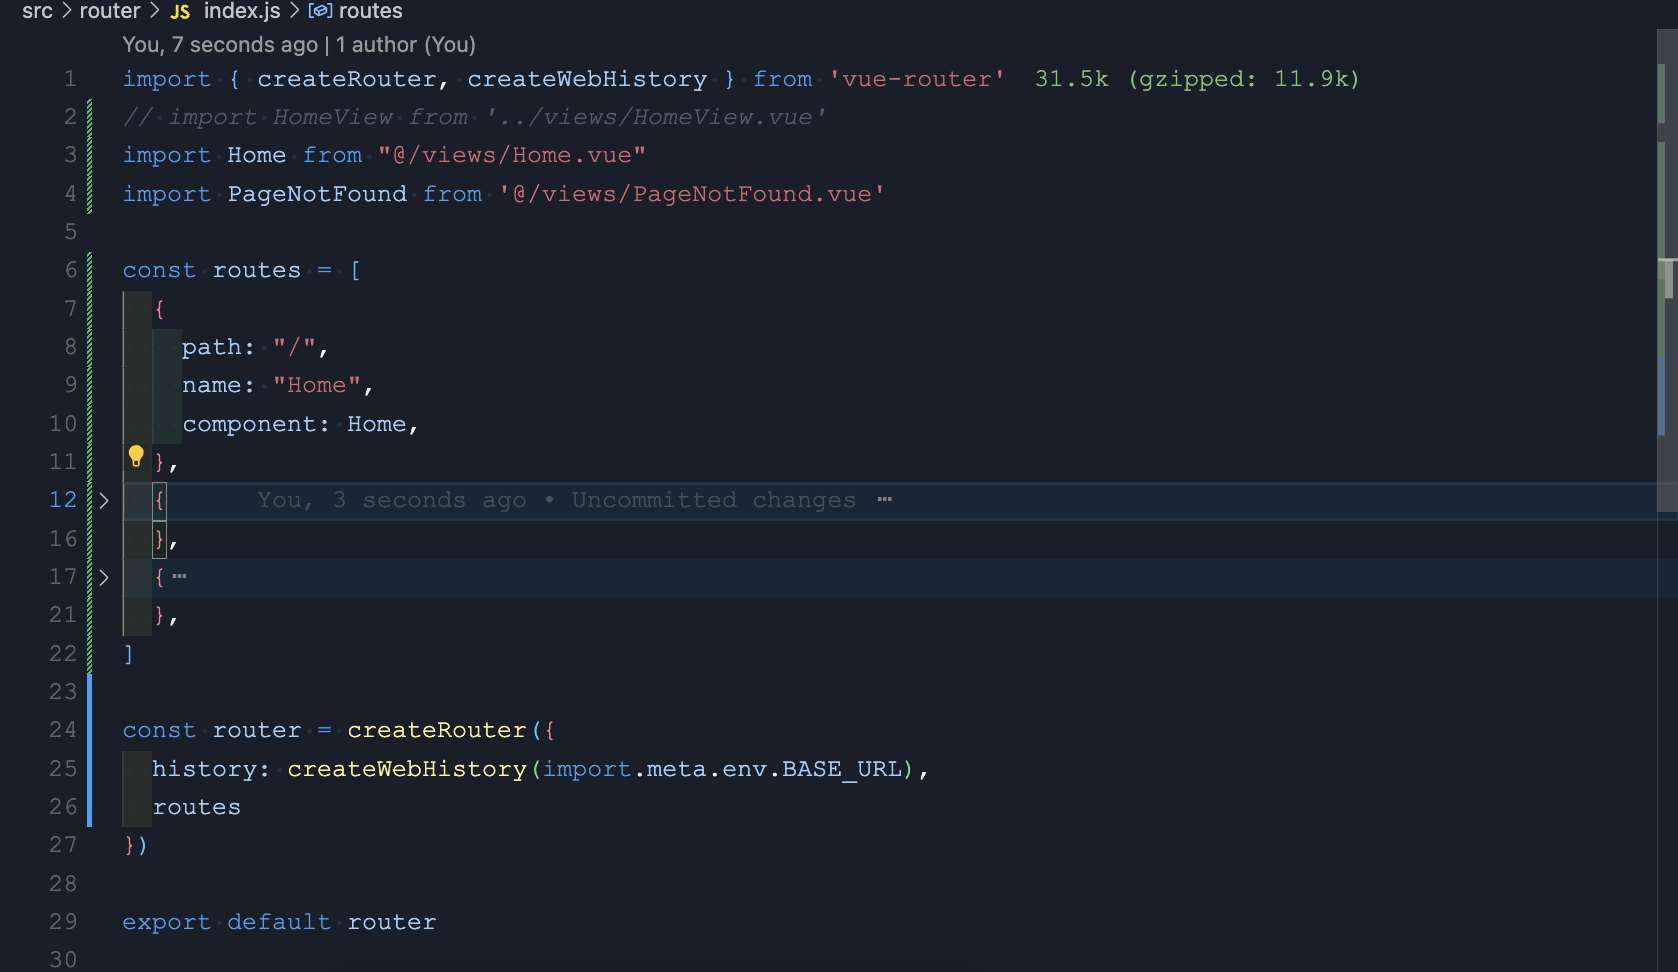 src > router > JS index.js > routes
You, 7 seconds ago | 1 author (You)
1 import { createRouter, createWebHistory } from 'vue-router' 31.5k (gzipped: 11.9k)
2 // import HomeView from '../views/HomeView.vue'
3 import Home from "@/views/Home.vue"
4 import PageNotFound from '@/views/PageNotFound.vue'
5
6 const routes = [
7 {
8 path: "/",
9 name: "Home",
10 component: Home,
11 },
12 { You, 3 seconds ago • Uncommitted changes ⋯
16 },
17 { ⋯
21 },
22 ]
23
24 const router = createRouter({
25 history: createWebHistory(import.meta.env.BASE_URL),
26 routes
27 })
28
29 export default router
30